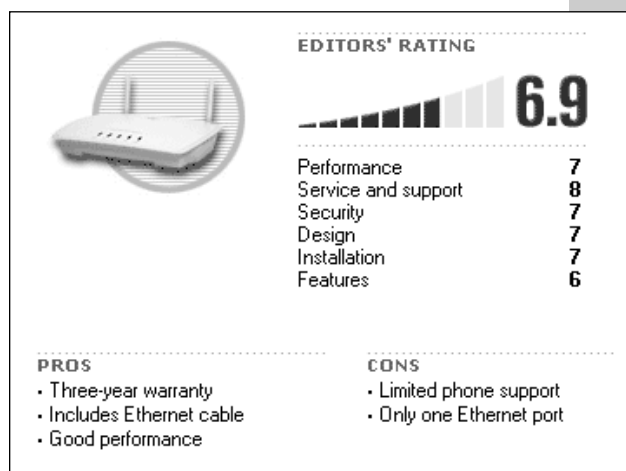 EDITORS' RATING
6.9
Performance 7
Service and support 8
Security 7
Design 7
Installation 7
Features 6
PROS
· Three-year warranty
· Includes Ethernet cable
· Good performance
CONS
· Limited phone support
· Only one Ethernet port